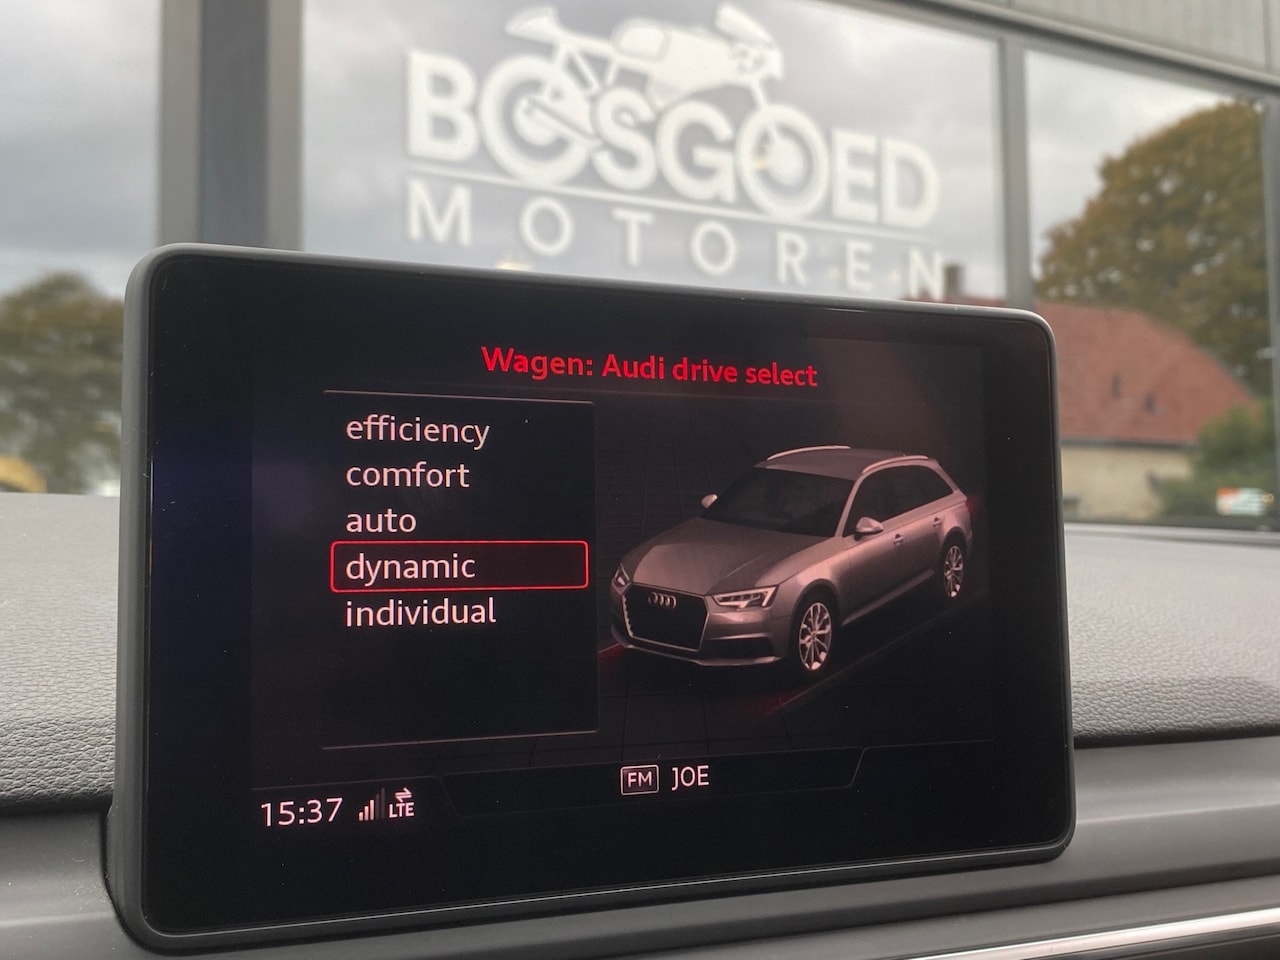 BOSGOED
MOTOREN
Wagen: Audi drive select
efficiency
comfort
auto
dynamic
individual
15:37 LTE
FM JOE